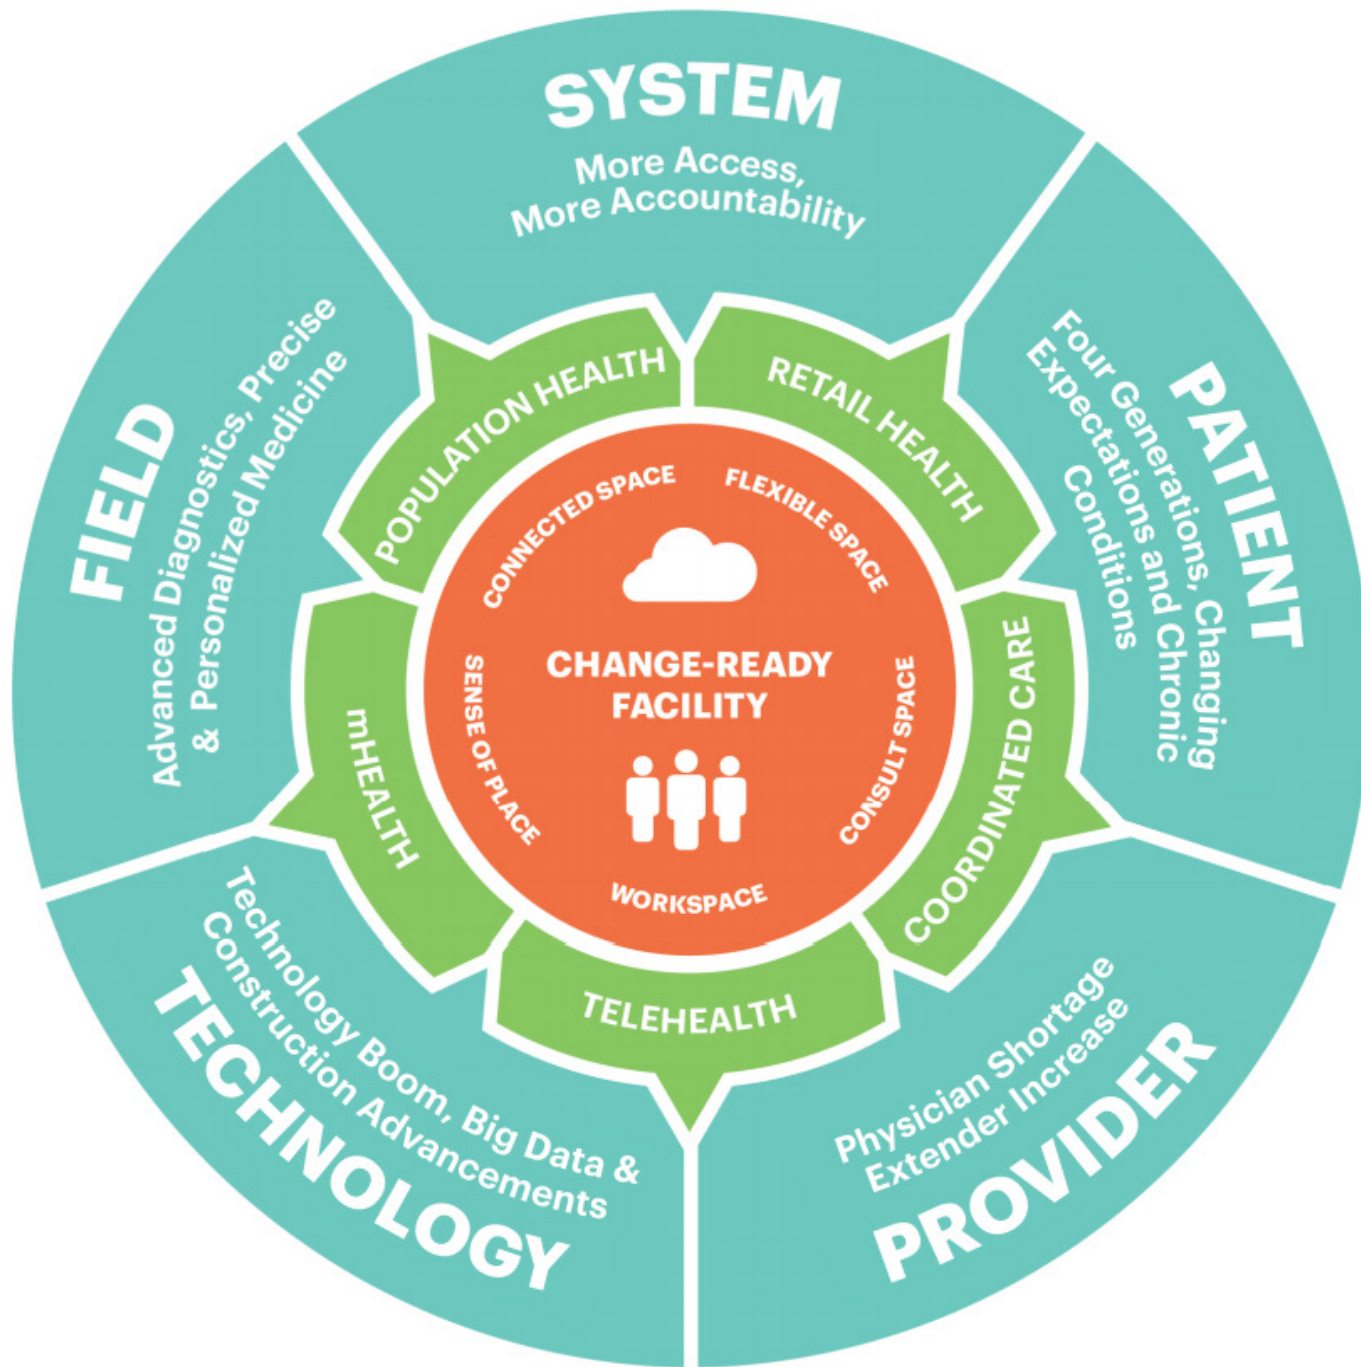 SYSTEM
More Access,
More Accountability
PATIENT
Four Generations, Changing
Expectations and Chronic
Conditions
PROVIDER
Physician Shortage
Extender Increase
TECHNOLOGY
Technology Boom, Big Data &
Construction Advancements
FIELD
Advanced Diagnostics, Precise
& Personalized Medicine
POPULATION HEALTH
RETAIL HEALTH
COORDINATED CARE
TELEHEALTH
mHEALTH
CONNECTED SPACE
FLEXIBLE SPACE
CONSULT SPACE
WORKSPACE
SENSE OF PLACE
CHANGE-READY
FACILITY